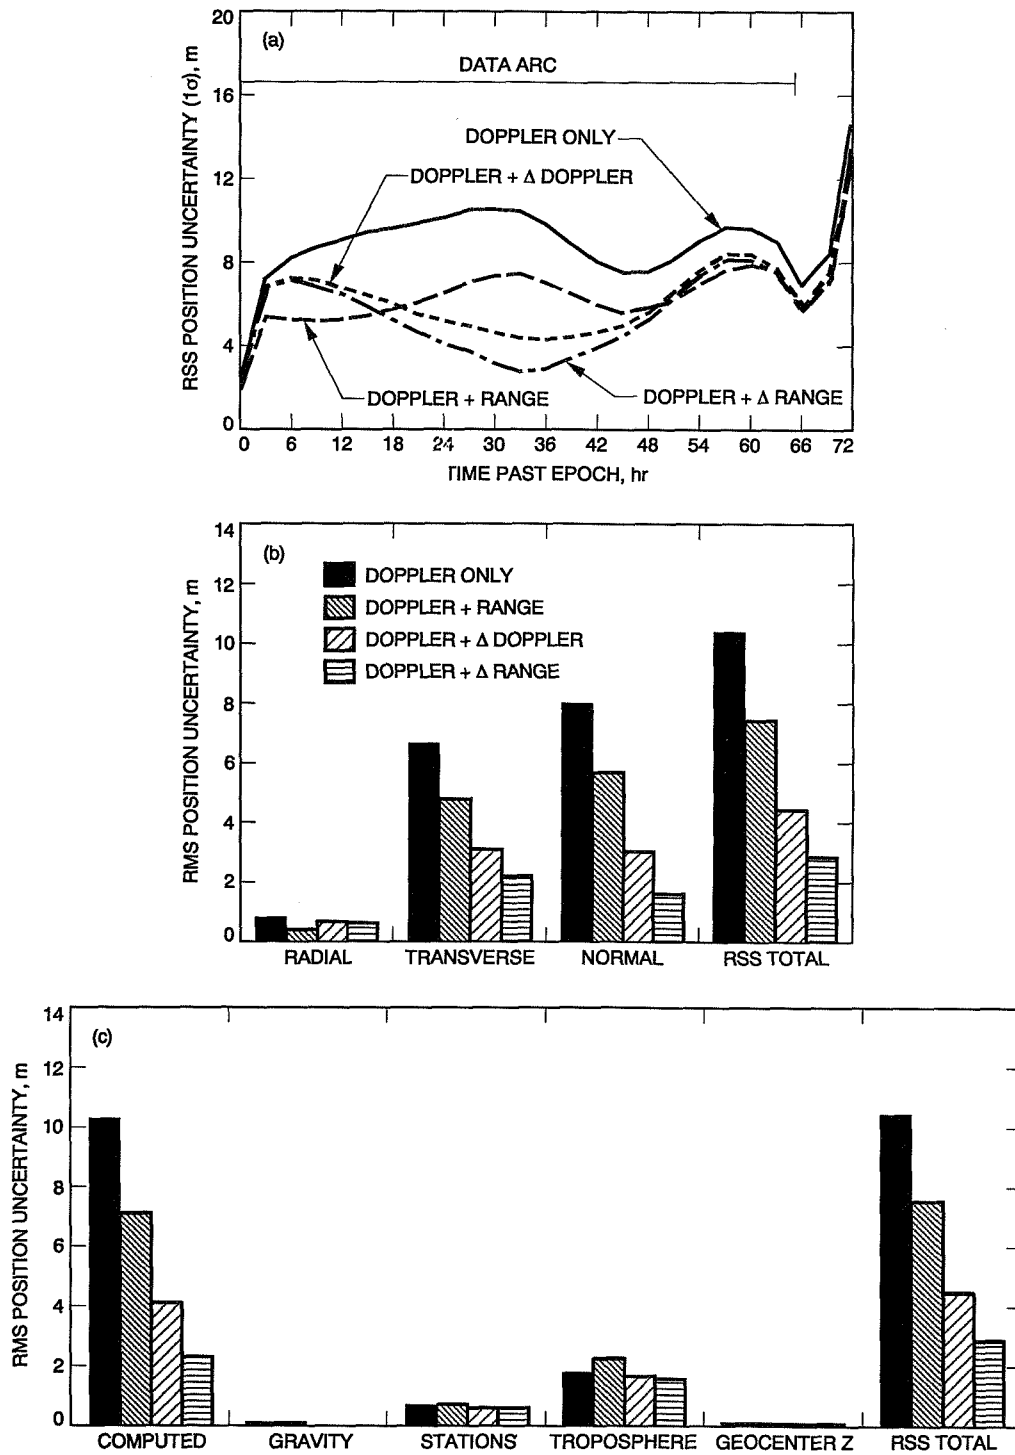 (a)
DATA ARC
DOPPLER ONLY
DOPPLER + Δ DOPPLER
DOPPLER + RANGE
DOPPLER + Δ RANGE
RSS POSITION UNCERTAINTY (1σ), m
20
16
12
8
4
0
0 6 12 18 24 30 36 42 48 54 60 66 72
TIME PAST EPOCH, hr
(b)
DOPPLER ONLY
DOPPLER + RANGE
DOPPLER + Δ DOPPLER
DOPPLER + Δ RANGE
RMS POSITION UNCERTAINTY, m
14
12
10
8
6
4
2
0
RADIAL TRANSVERSE NORMAL RSS TOTAL
(c)
RMS POSITION UNCERTAINTY, m
14
12
10
8
6
4
2
0
COMPUTED GRAVITY STATIONS TROPOSPHERE GEOCENTER Z RSS TOTAL